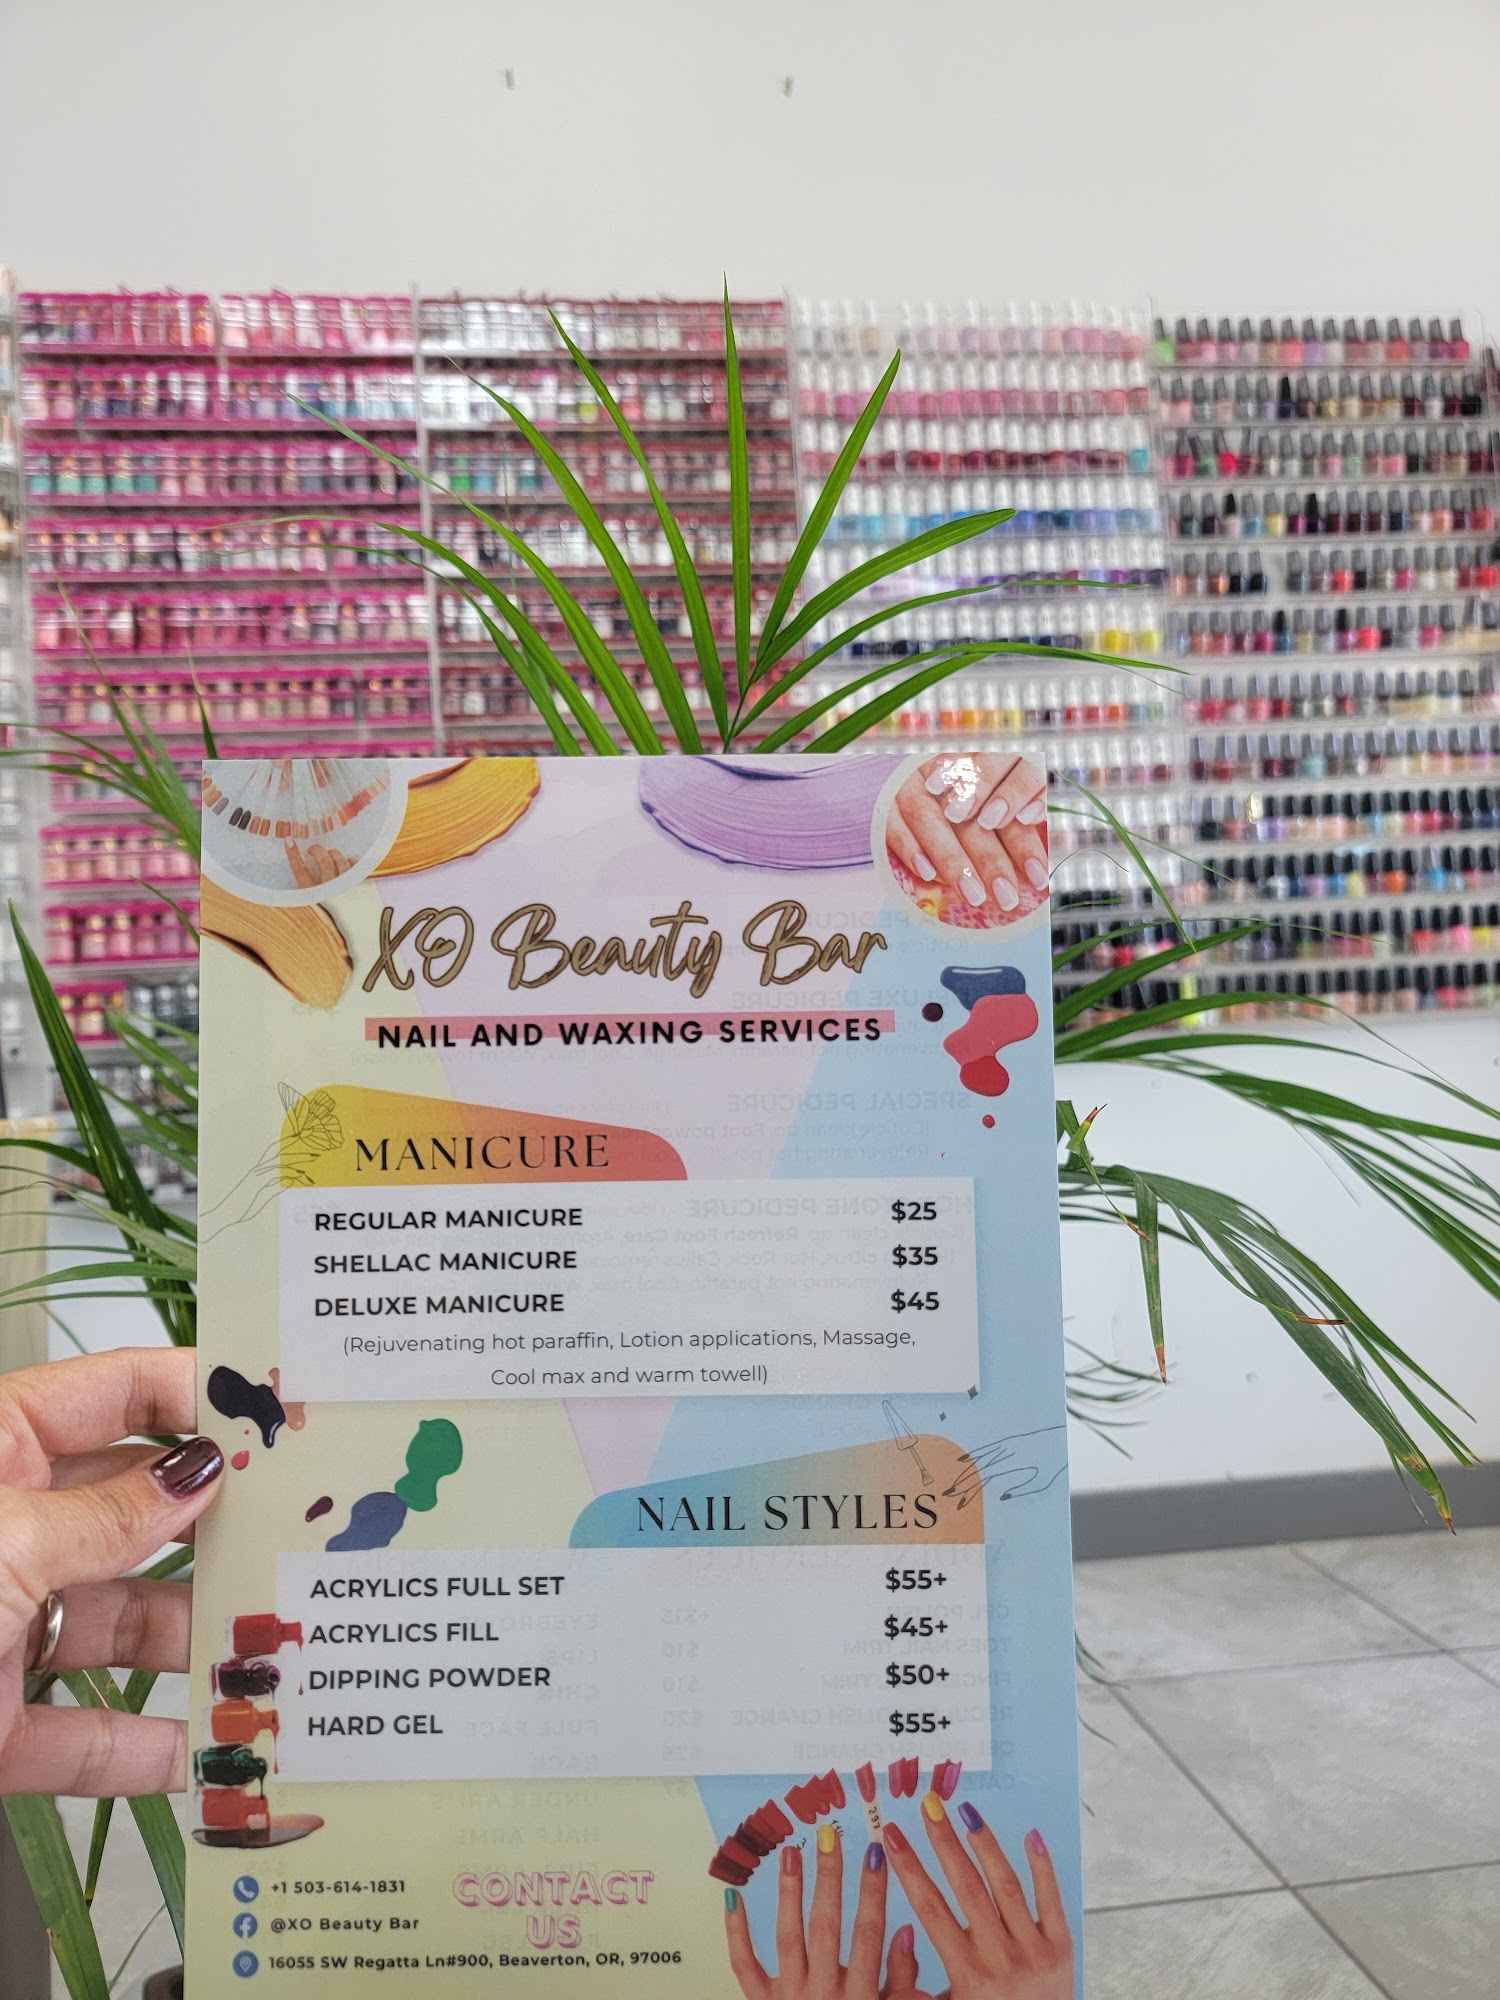 XO Beauty Bar
NAIL AND WAXING SERVICES
MANICURE
REGULAR MANICURE $25
SHELLAC MANICURE $35
DELUXE MANICURE $45
(Rejuvenating hot paraffin, Lotion applications, Massage,
Cool max and warm towell)
NAIL STYLES
ACRYLICS FULL SET $55+
ACRYLICS FILL $45+
DIPPING POWDER $50+
HARD GEL $55+
297
+1 503-614-1831
@XO Beauty Bar
CONTACT
US
16055 SW Regatta Ln#900, Beaverton, OR, 97006